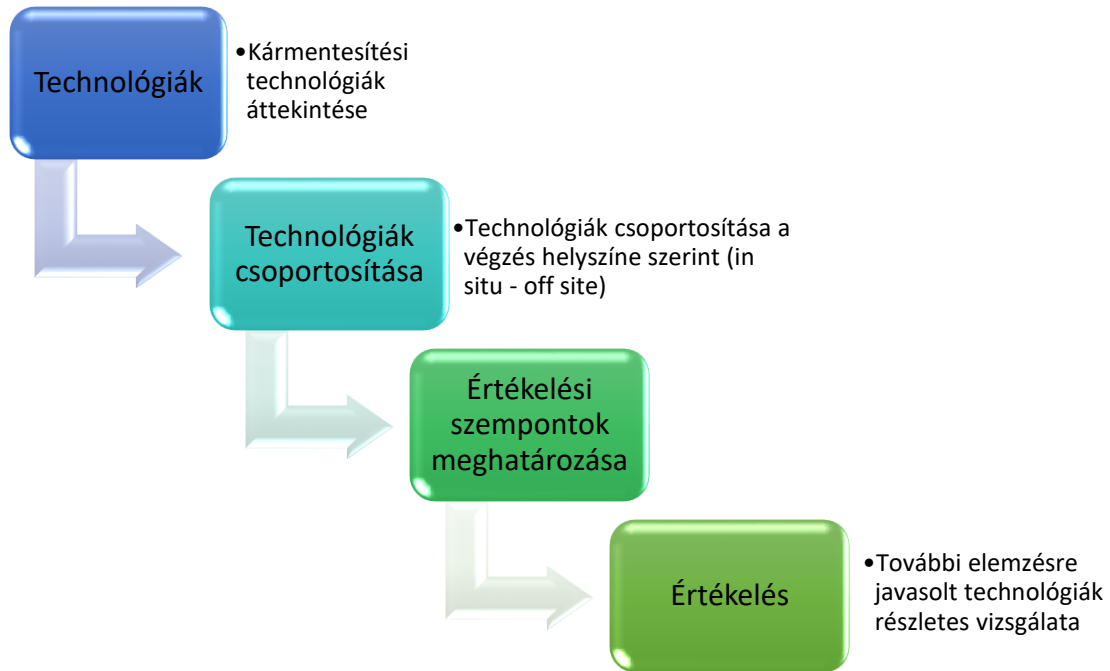 Technológiák
•Kármentesítési
technológiák
áttekintése
Technológiák
csoportosítása
•Technológiák csoportosítása a
végzés helyszíne szerint (in
situ - off site)
Értékelési
szempontok
meghatározása
Értékelés
•További elemzésre
javasolt technológiák
részletes vizsgálata